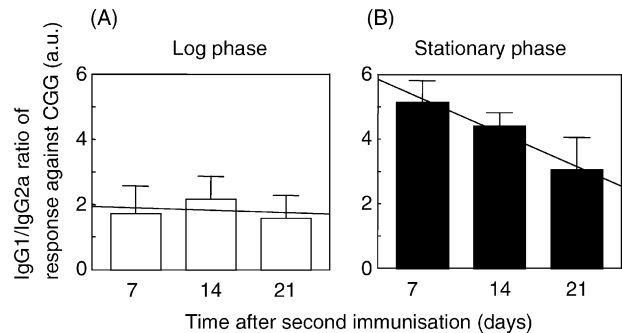 (A)
Log phase
IgG1/IgG2a ratio of
response against CGG (a.u.)
6
4
2
0
7 14 21
(B)
Stationary phase
6
4
2
0
7 14 21
Time after second immunisation (days)